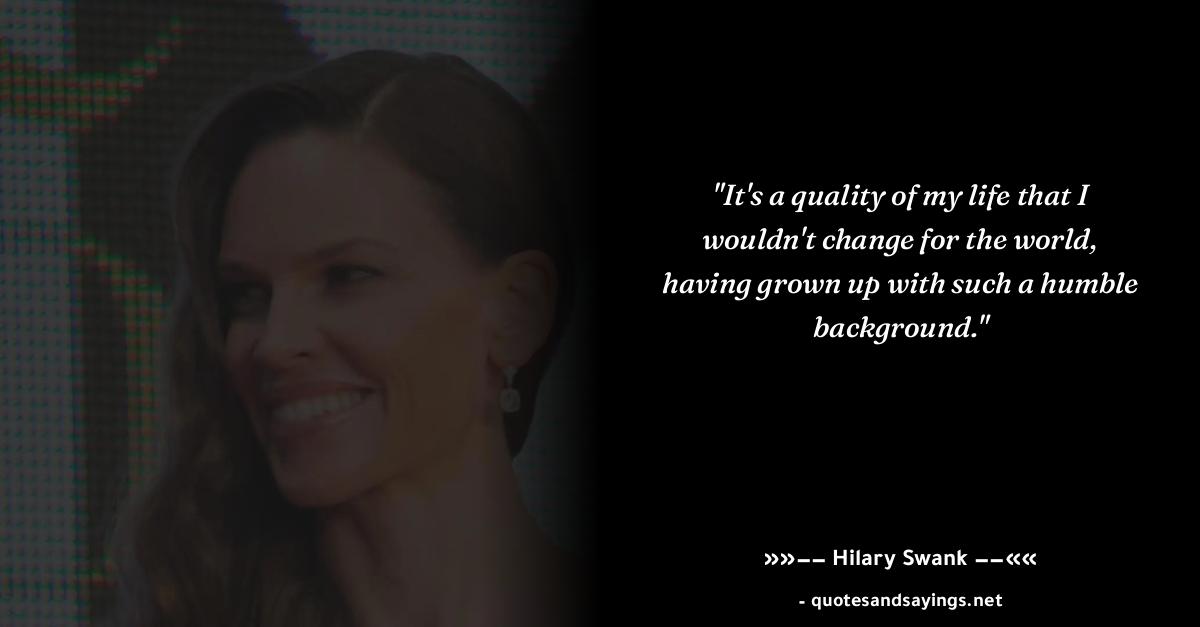 "It's a quality of my life that I
wouldn't change for the world,
having grown up with such a humble
background."
»»−− Hilary Swank −−««
- quotesandsayings.net